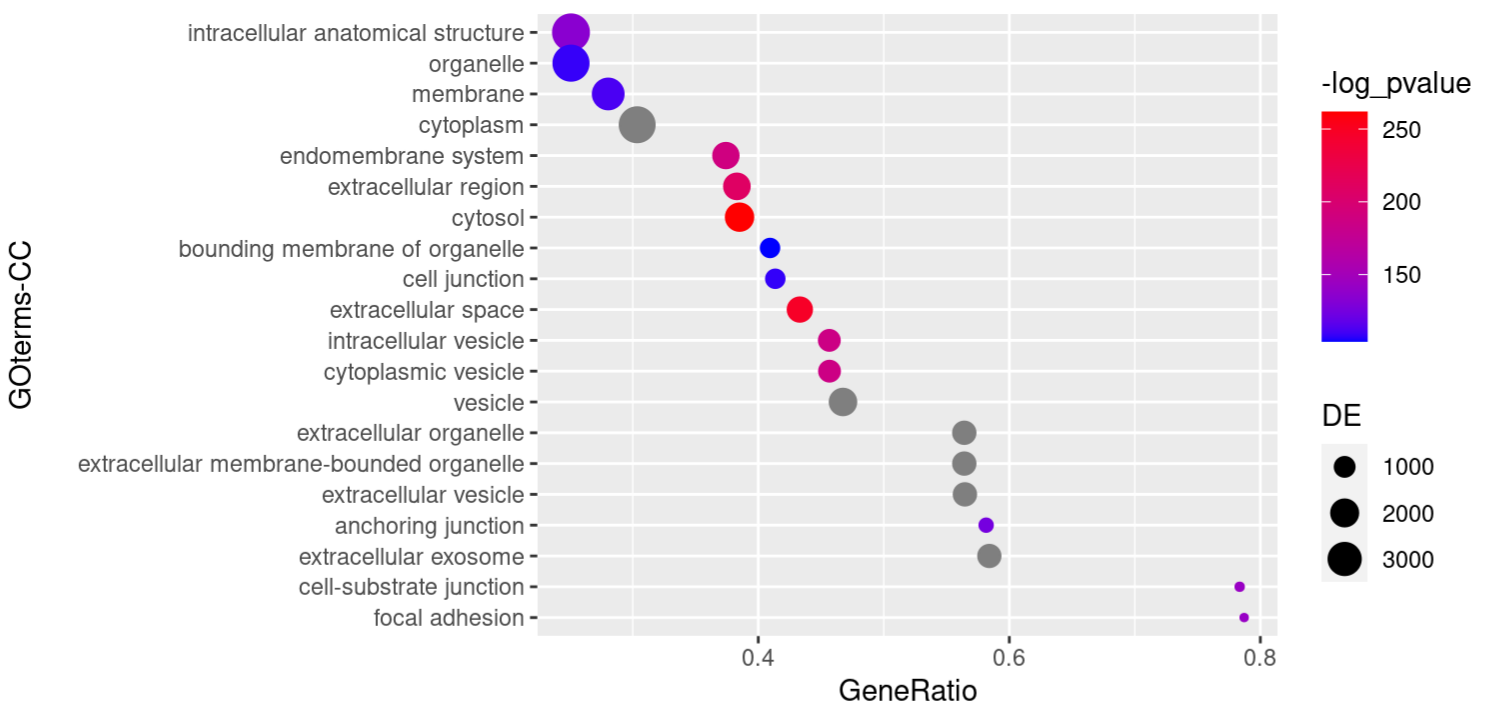 GOterms-CC
intracellular anatomical structure
organelle
membrane
cytoplasm
endomembrane system
extracellular region
cytosol
bounding membrane of organelle
cell junction
extracellular space
intracellular vesicle
cytoplasmic vesicle
vesicle
extracellular organelle
extracellular membrane-bounded organelle
extracellular vesicle
anchoring junction
extracellular exosome
cell-substrate junction
focal adhesion
0.4 0.6 0.8
GeneRatio
-log_pvalue
250
200
150
DE
1000
2000
3000